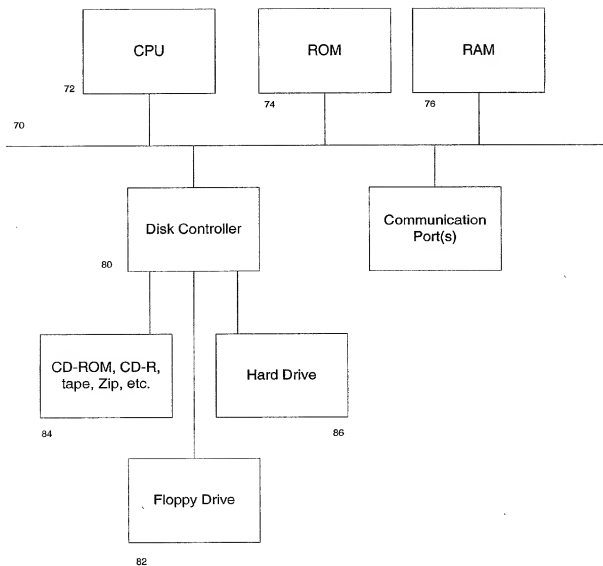 CPU
ROM
RAM
72
74
76
70
Disk Controller
Communication
Port(s)
80
CD-ROM, CD-R,
tape, Zip, etc.
Hard Drive
84
86
Floppy Drive
82